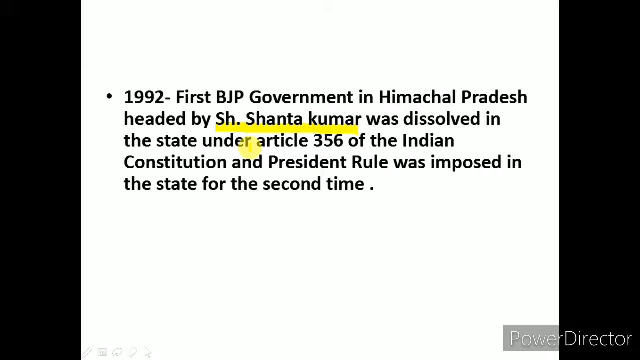 • 1992- First BJP Government in Himachal Pradesh
headed by Sh. Shanta kumar was dissolved in
the state under article 356 of the Indian
Constitution and President Rule was imposed in
the state for the second time .
PowerDirector